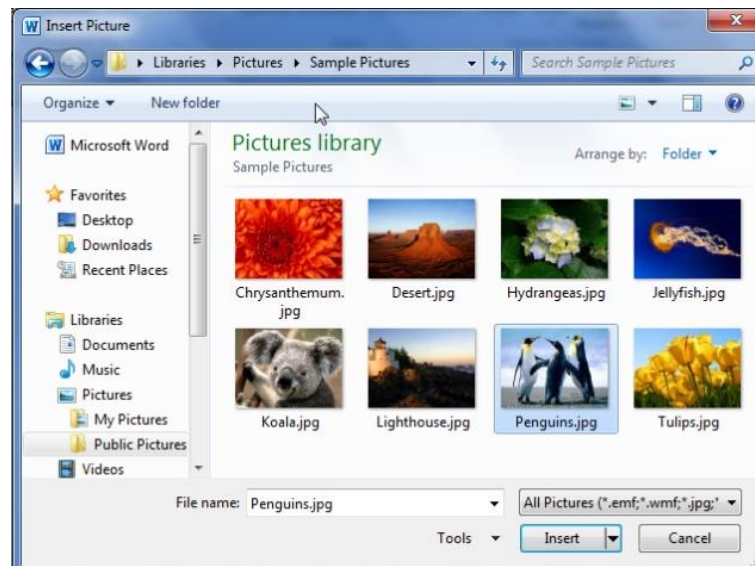 Insert Picture
Libraries Pictures Sample Pictures
Search Sample Pictures
Organize New folder
Microsoft Word
Favorites
Desktop
Downloads
Recent Places
Libraries
Documents
Music
Pictures
My Pictures
Public Pictures
Videos
Pictures library
Sample Pictures
Arrange by: Folder
Chrysanthemum.
jpg
Desert.jpg
Hydrangeas.jpg
Jellyfish.jpg
Koala.jpg
Lighthouse.jpg
Penguins.jpg
Tulips.jpg
File name: Penguins.jpg
All Pictures (*.emf;*.wmf;*.jpg;*
Tools Insert Cancel